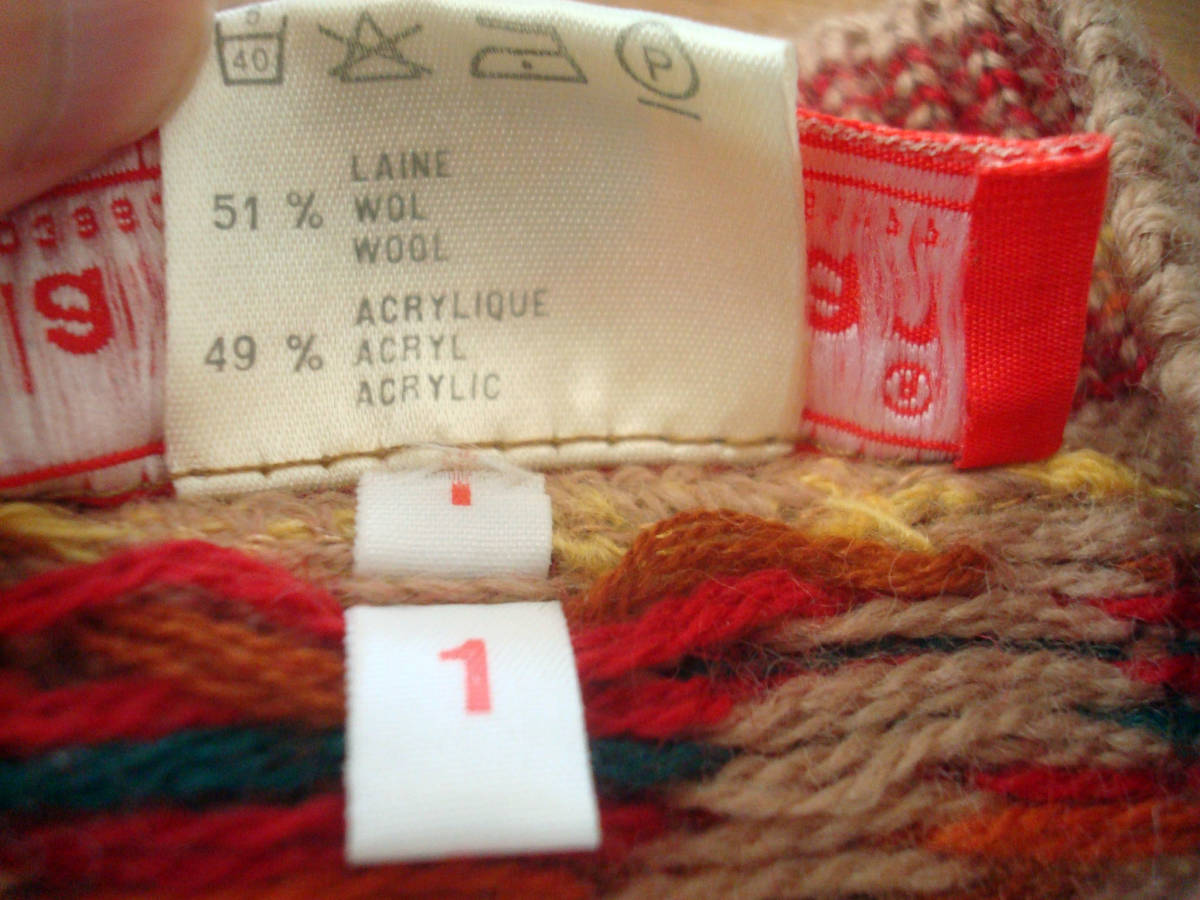 40
P
LAINE
51 % WOL
WOOL
ACRYLIQUE
49 % ACRYL
ACRYLIC
1